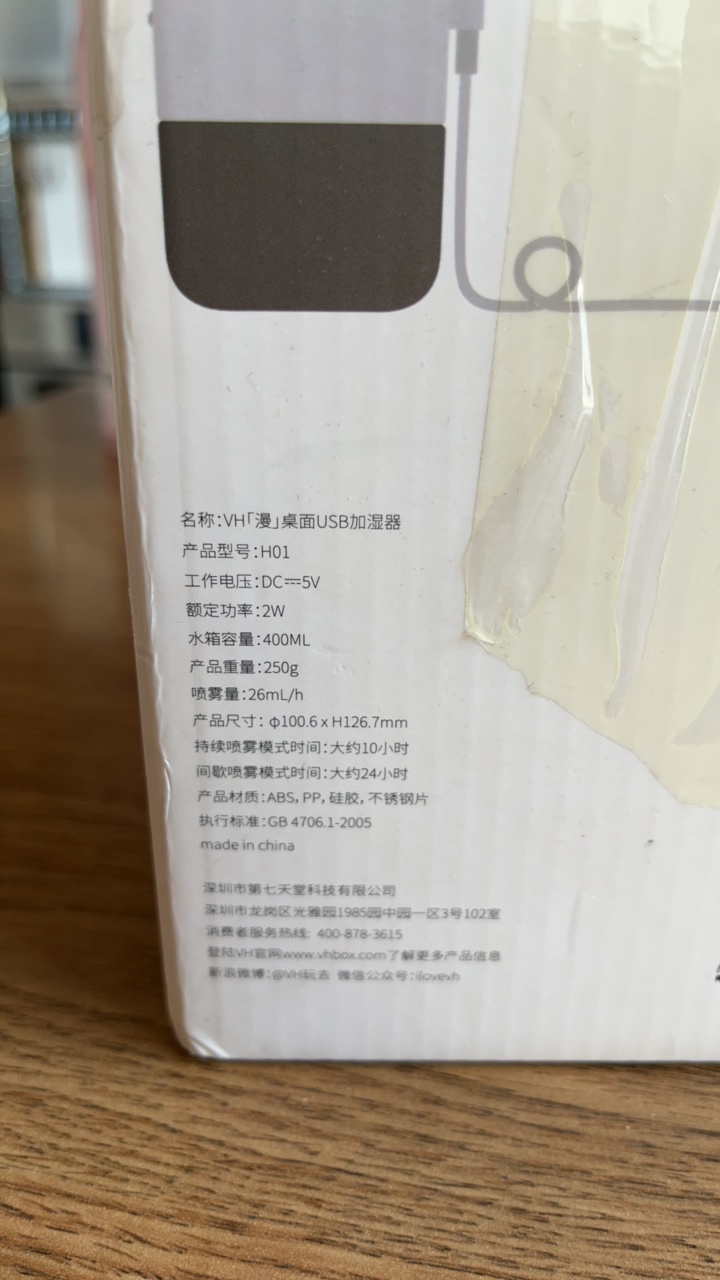 名称:VH「漫」桌面USB加湿器
产品型号:H01
工作电压:DC⎓5V
额定功率:2W
水箱容量:400ML
产品重量:250g
喷雾量:26mL/h
产品尺寸: φ100.6 x H126.7mm
持续喷雾模式时间:大约10小时
间歇喷雾模式时间:大约24小时
产品材质:ABS, PP, 硅胶, 不锈钢片
执行标准:GB 4706.1-2005
made in china
深圳市第七天堂科技有限公司
深圳市龙岗区光雅园1985园中园一区3号102室
消费者服务热线: 400-878-3615
登陆VH官网www.vhbox.com了解更多产品信息
新浪微博:@VH玩去 微信公众号:ilovevh